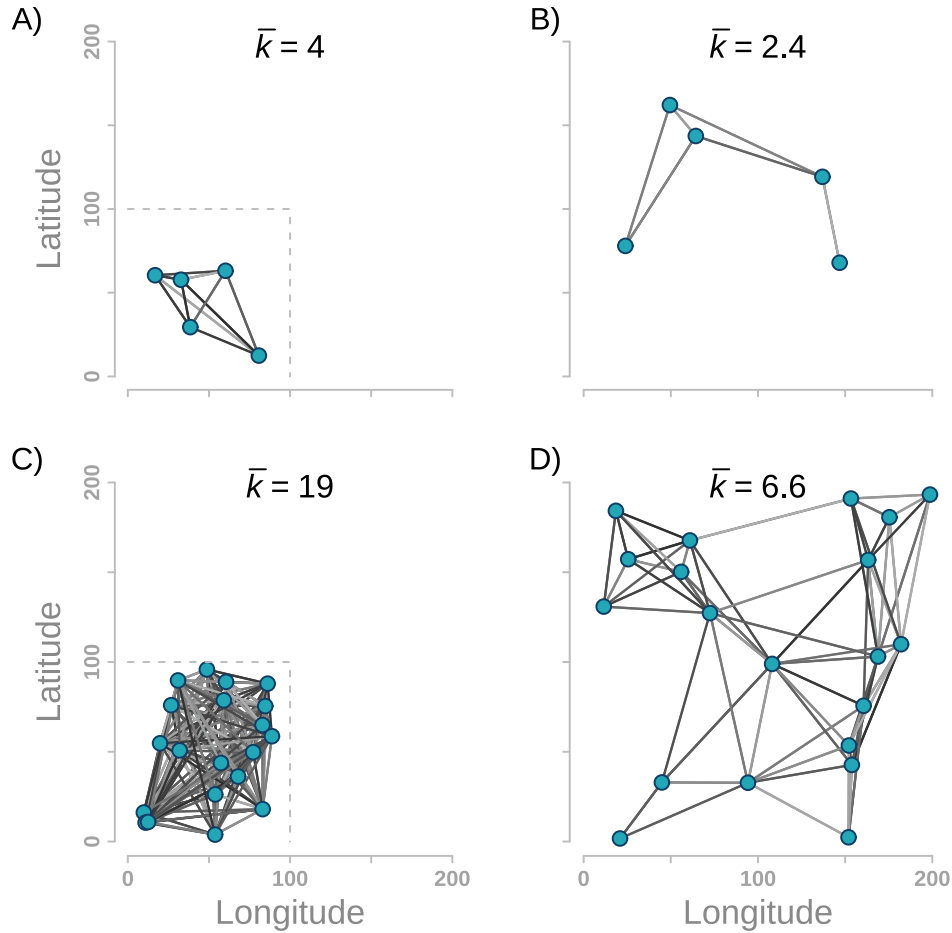 A)
B)
k̅ = 4
k̅ = 2.4
200
100
0
Latitude
C)
D)
k̅ = 19
k̅ = 6.6
200
100
0
Latitude
0
100
200
0
100
200
Longitude
Longitude